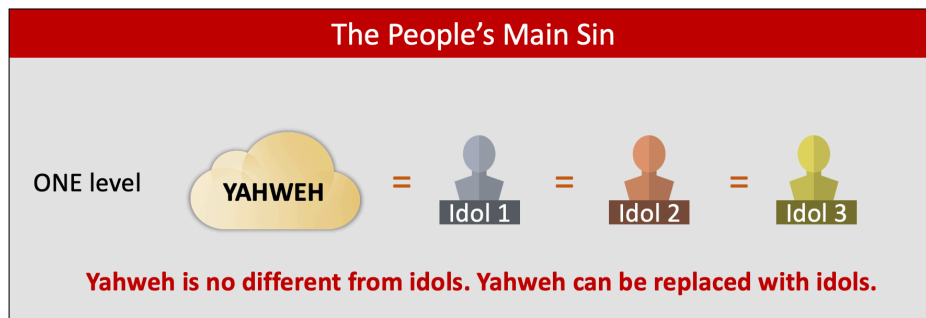 The People's Main Sin
ONE level YAHWEH = = =
Idol 1 Idol 2 Idol 3
Yahweh is no different from idols. Yahweh can be replaced with idols.